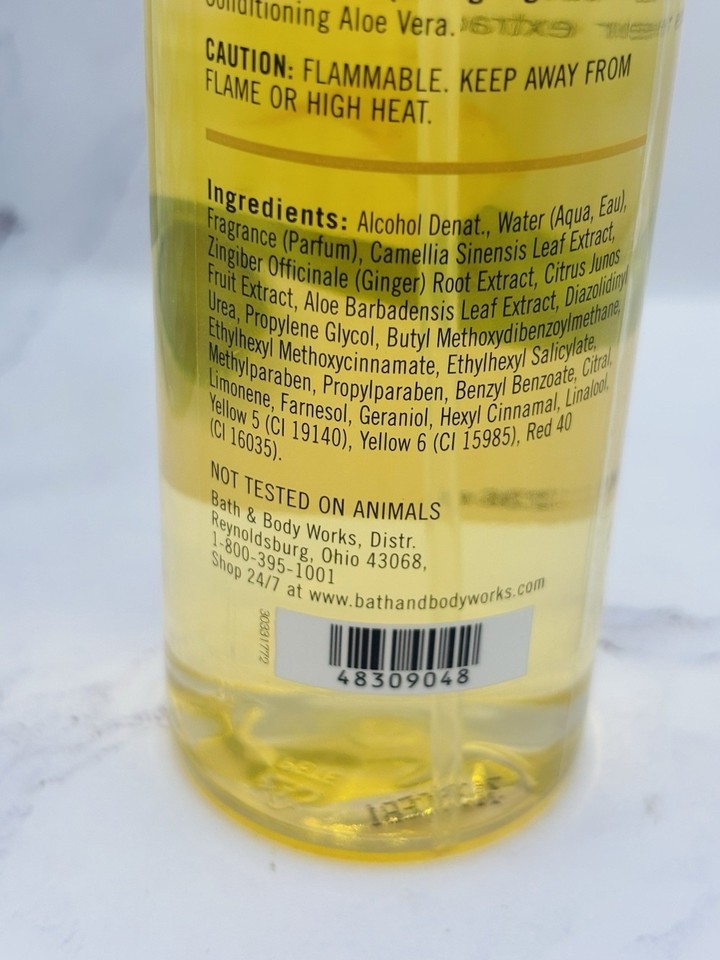 Conditioning Aloe Vera.
CAUTION: FLAMMABLE. KEEP AWAY FROM
FLAME OR HIGH HEAT.
Ingredients: Alcohol Denat., Water (Aqua, Eau),
Fragrance (Parfum), Camellia Sinensis Leaf Extract,
Zingiber Officinale (Ginger) Root Extract, Citrus Junos
Fruit Extract, Aloe Barbadensis Leaf Extract, Diazolidinyl
Urea, Propylene Glycol, Butyl Methoxydibenzoylmethane,
Ethylhexyl Methoxycinnamate, Ethylhexyl Salicylate,
Methylparaben, Propylparaben, Benzyl Benzoate, Citral,
Limonene, Farnesol, Geraniol, Hexyl Cinnamal, Linalool,
Yellow 5 (CI 19140), Yellow 6 (CI 15985), Red 40
(CI 16035).
NOT TESTED ON ANIMALS
Bath & Body Works, Distr.
Reynoldsburg, Ohio 43068,
1-800-395-1001
Shop 24/7 at www.bathandbodyworks.com
30331772
48309048